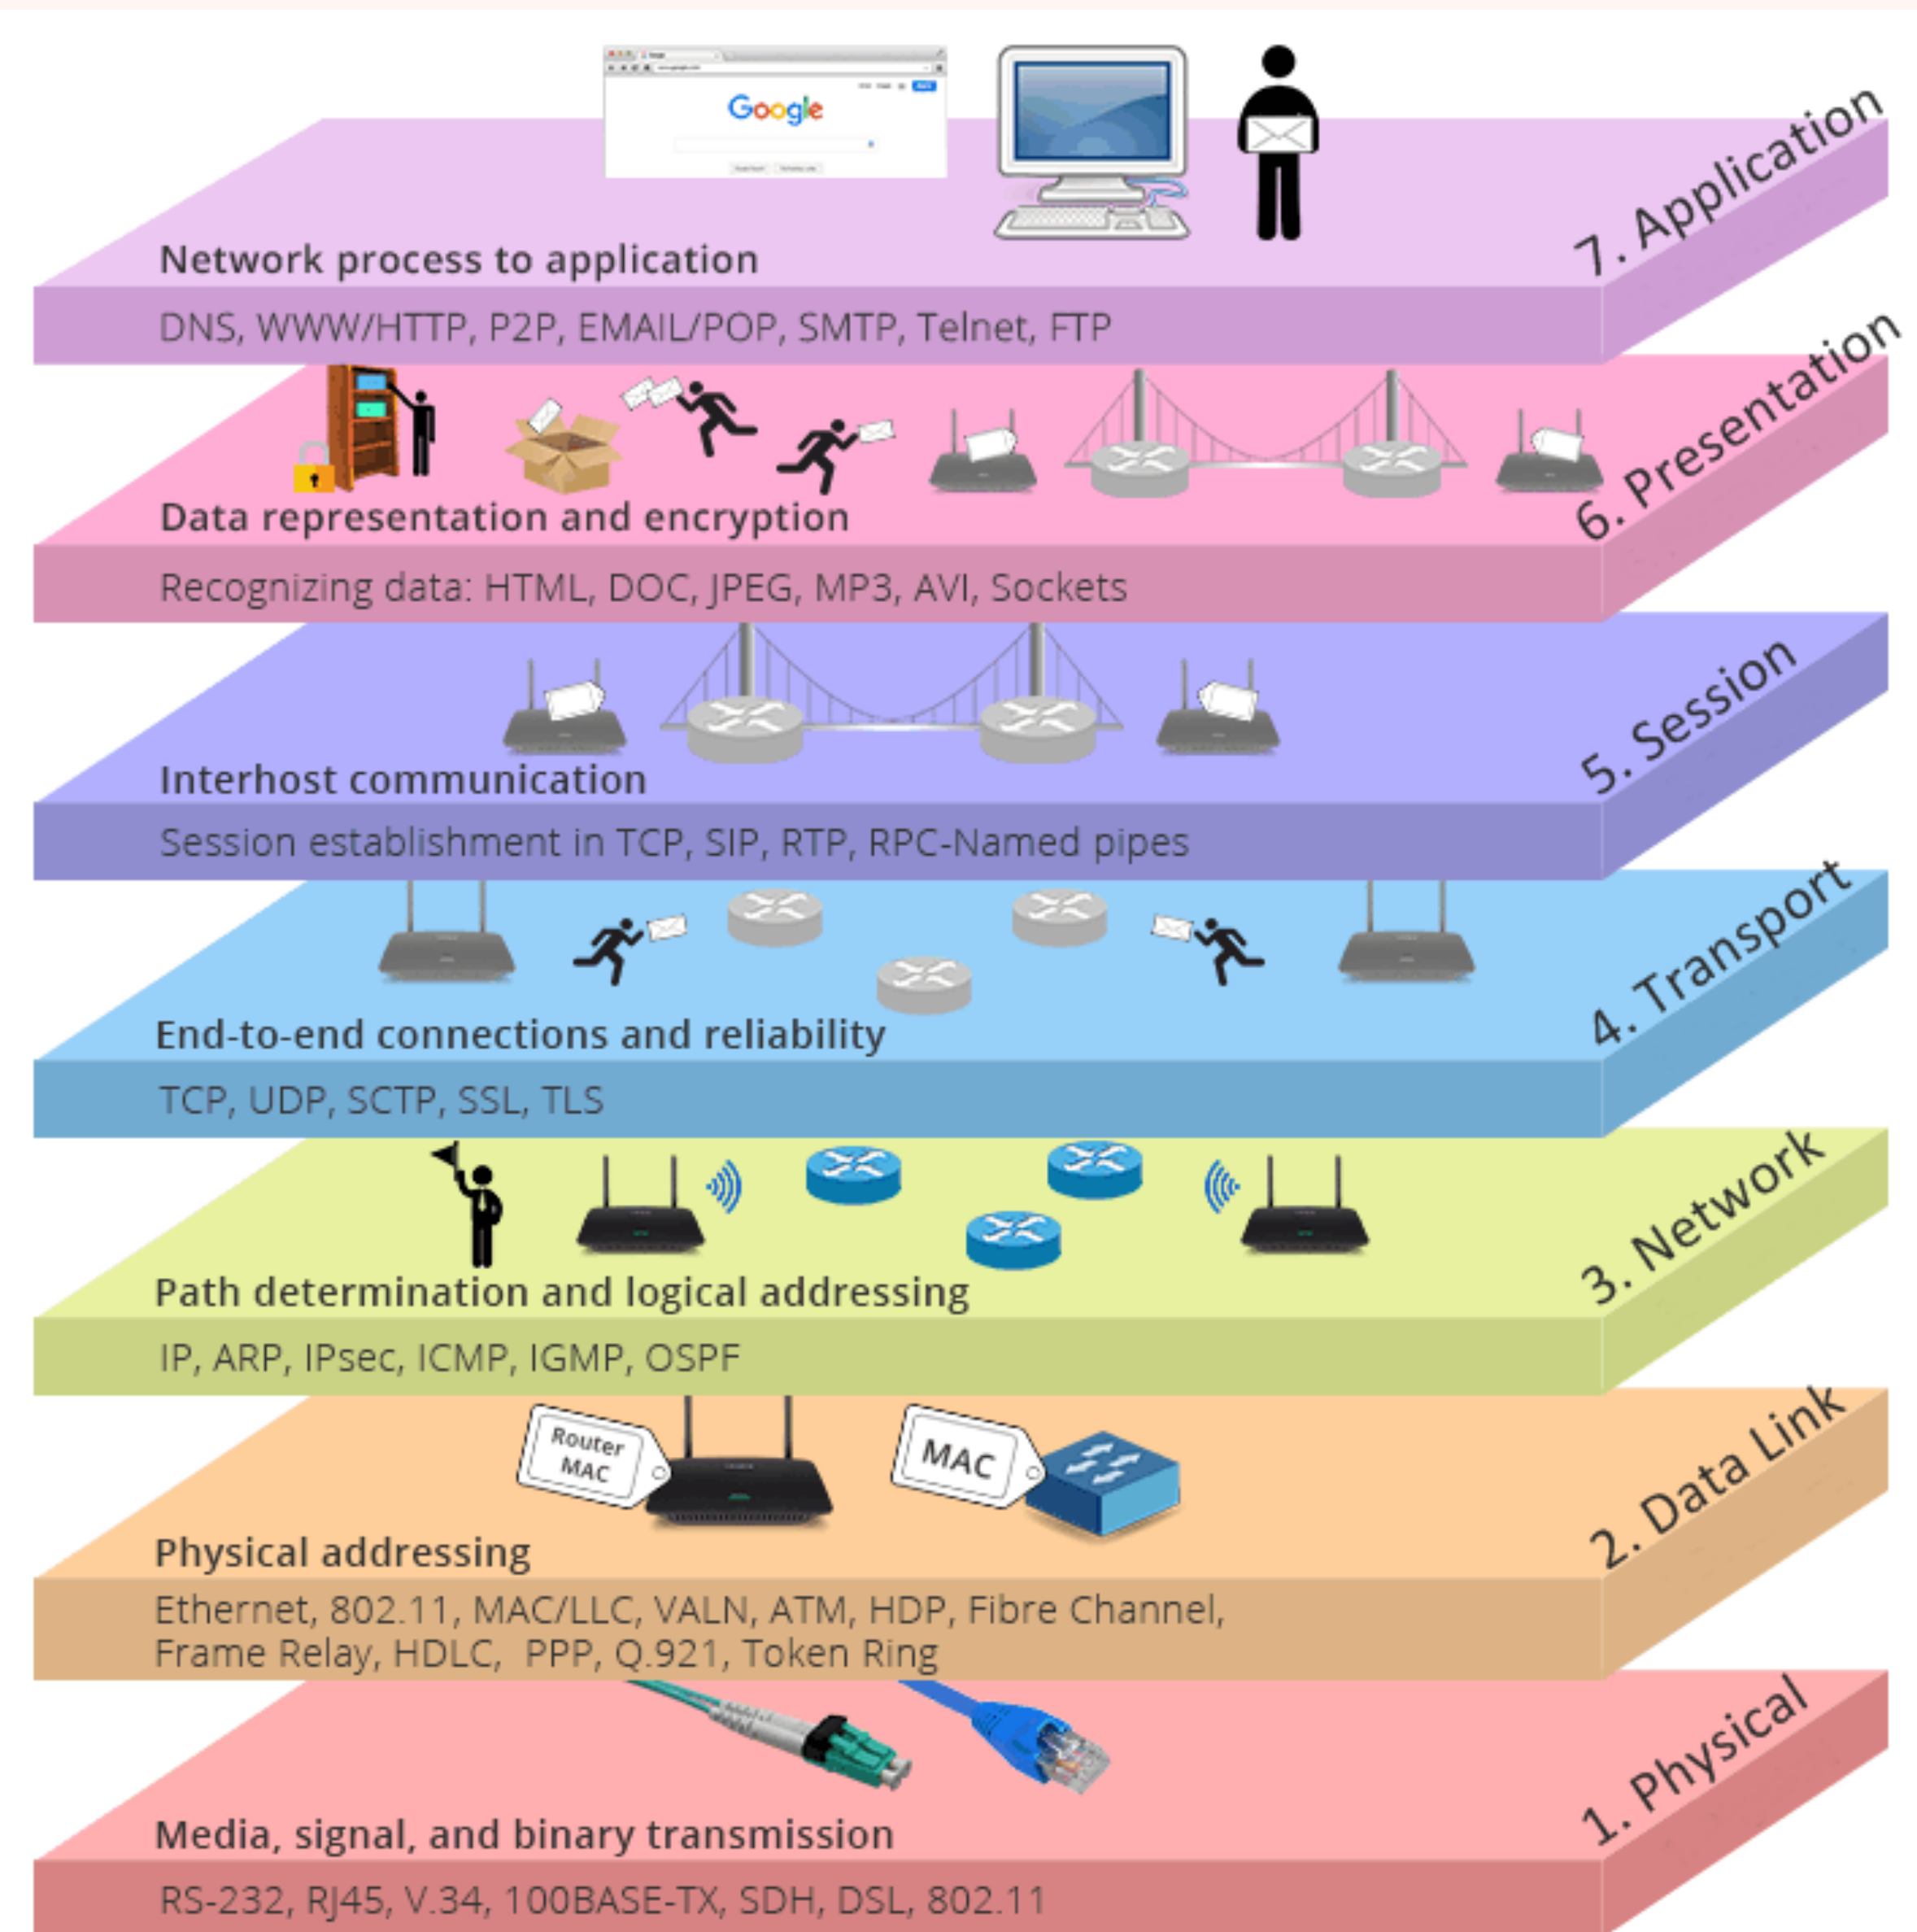 Google
7. Application
Network process to application
DNS, WWW/HTTP, P2P, EMAIL/POP, SMTP, Telnet, FTP
6. Presentation
Data representation and encryption
Recognizing data: HTML, DOC, JPEG, MP3, AVI, Sockets
5. Session
Interhost communication
Session establishment in TCP, SIP, RTP, RPC-Named pipes
4. Transport
End-to-end connections and reliability
TCP, UDP, SCTP, SSL, TLS
3. Network
Path determination and logical addressing
IP, ARP, IPsec, ICMP, IGMP, OSPF
2. Data Link
Router
MAC
MAC
Physical addressing
Ethernet, 802.11, MAC/LLC, VALN, ATM, HDP, Fibre Channel,
Frame Relay, HDLC, PPP, Q.921, Token Ring
1. Physical
Media, signal, and binary transmission
RS-232, RJ45, V.34, 100BASE-TX, SDH, DSL, 802.11